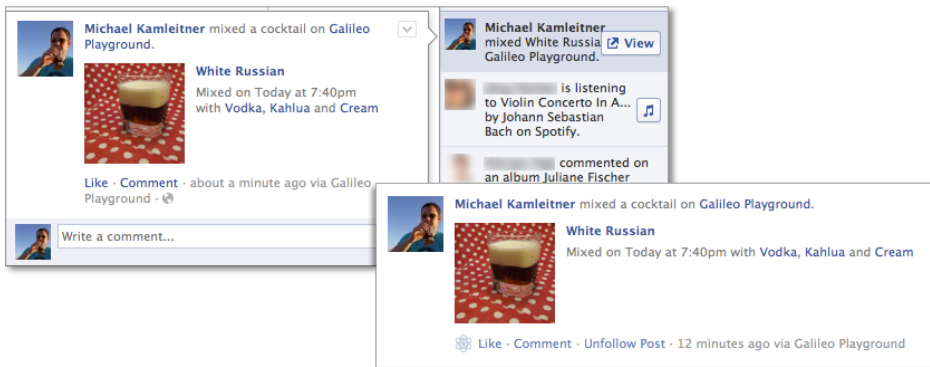 Michael Kamleitner mixed a cocktail on Galileo
Playground.
White Russian
Mixed on Today at 7:40pm
with Vodka, Kahlua and Cream
Like · Comment · about a minute ago via Galileo
Playground ·
Write a comment...
Michael Kamleitner
mixed White Russia
Galileo Playground.
View
is listening
to Violin Concerto In A...
by Johann Sebastian
Bach on Spotify.
commented on
an album Juliane Fischer
Michael Kamleitner mixed a cocktail on Galileo Playground.
White Russian
Mixed on Today at 7:40pm with Vodka, Kahlua and Cream
Like · Comment · Unfollow Post · 12 minutes ago via Galileo Playground